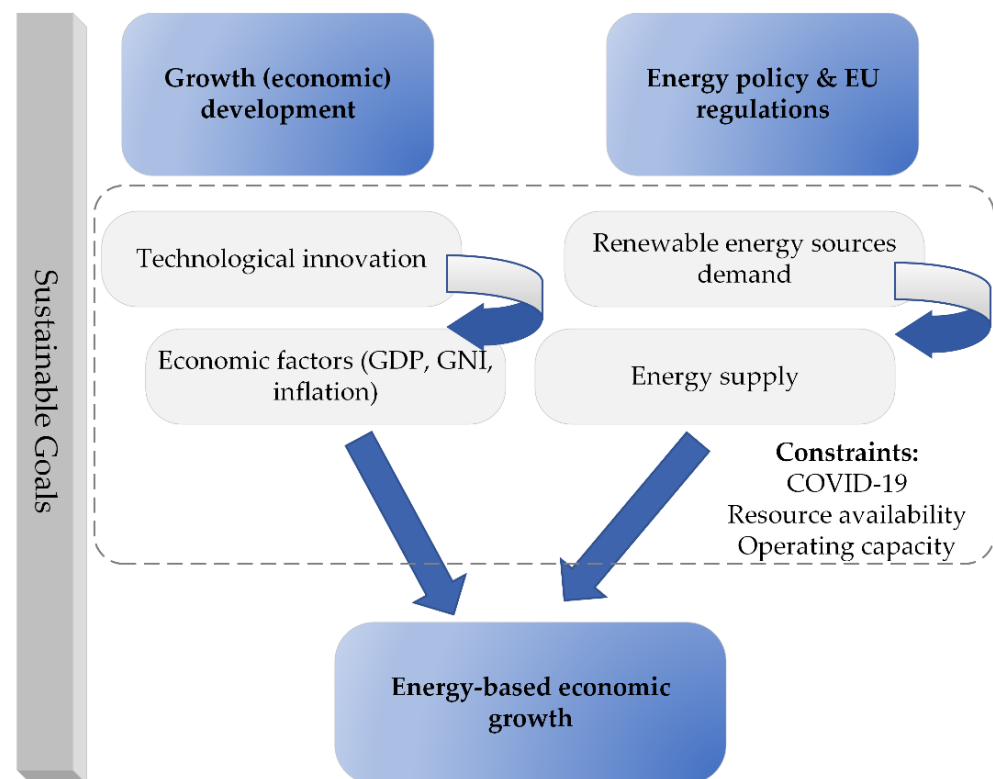 Sustainable Goals
Growth (economic)
development
Energy policy & EU
regulations
Technological innovation
Renewable energy sources
demand
Economic factors (GDP, GNI,
inflation)
Energy supply
Constraints:
COVID-19
Resource availability
Operating capacity
Energy-based economic
growth